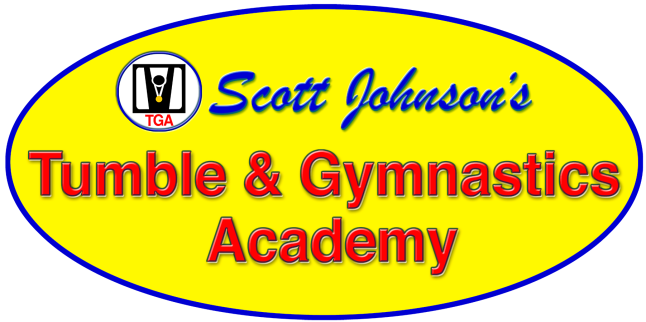 Scott Johnson's
TGA
Tumble & Gymnastics
Academy